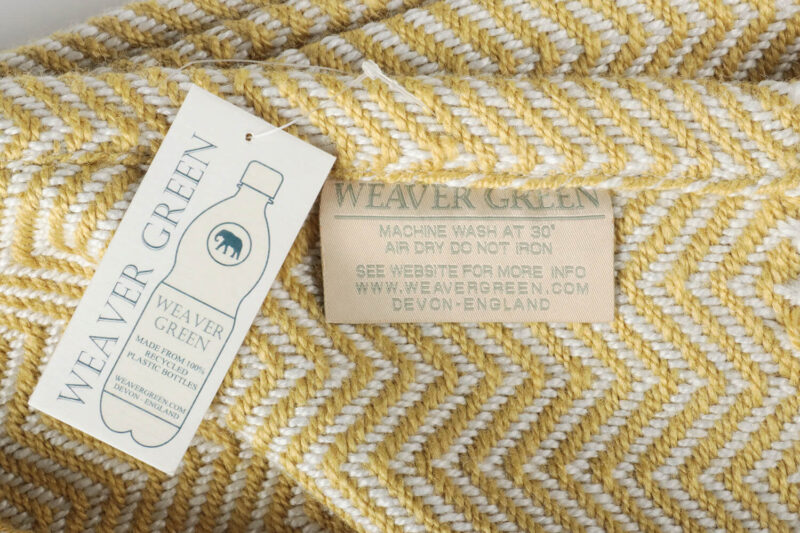 WEAVER GREEN
WEAVER
GREEN
MADE FROM 100%
RECYCLED
PLASTIC BOTTLES
WEAVERGREEN.COM
DEVON - ENGLAND
WEAVER GREEN
MACHINE WASH AT 30°
AIR DRY DO NOT IRON
SEE WEBSITE FOR MORE INFO
WWW.WEAVERGREEN.COM
DEVON-ENGLAND